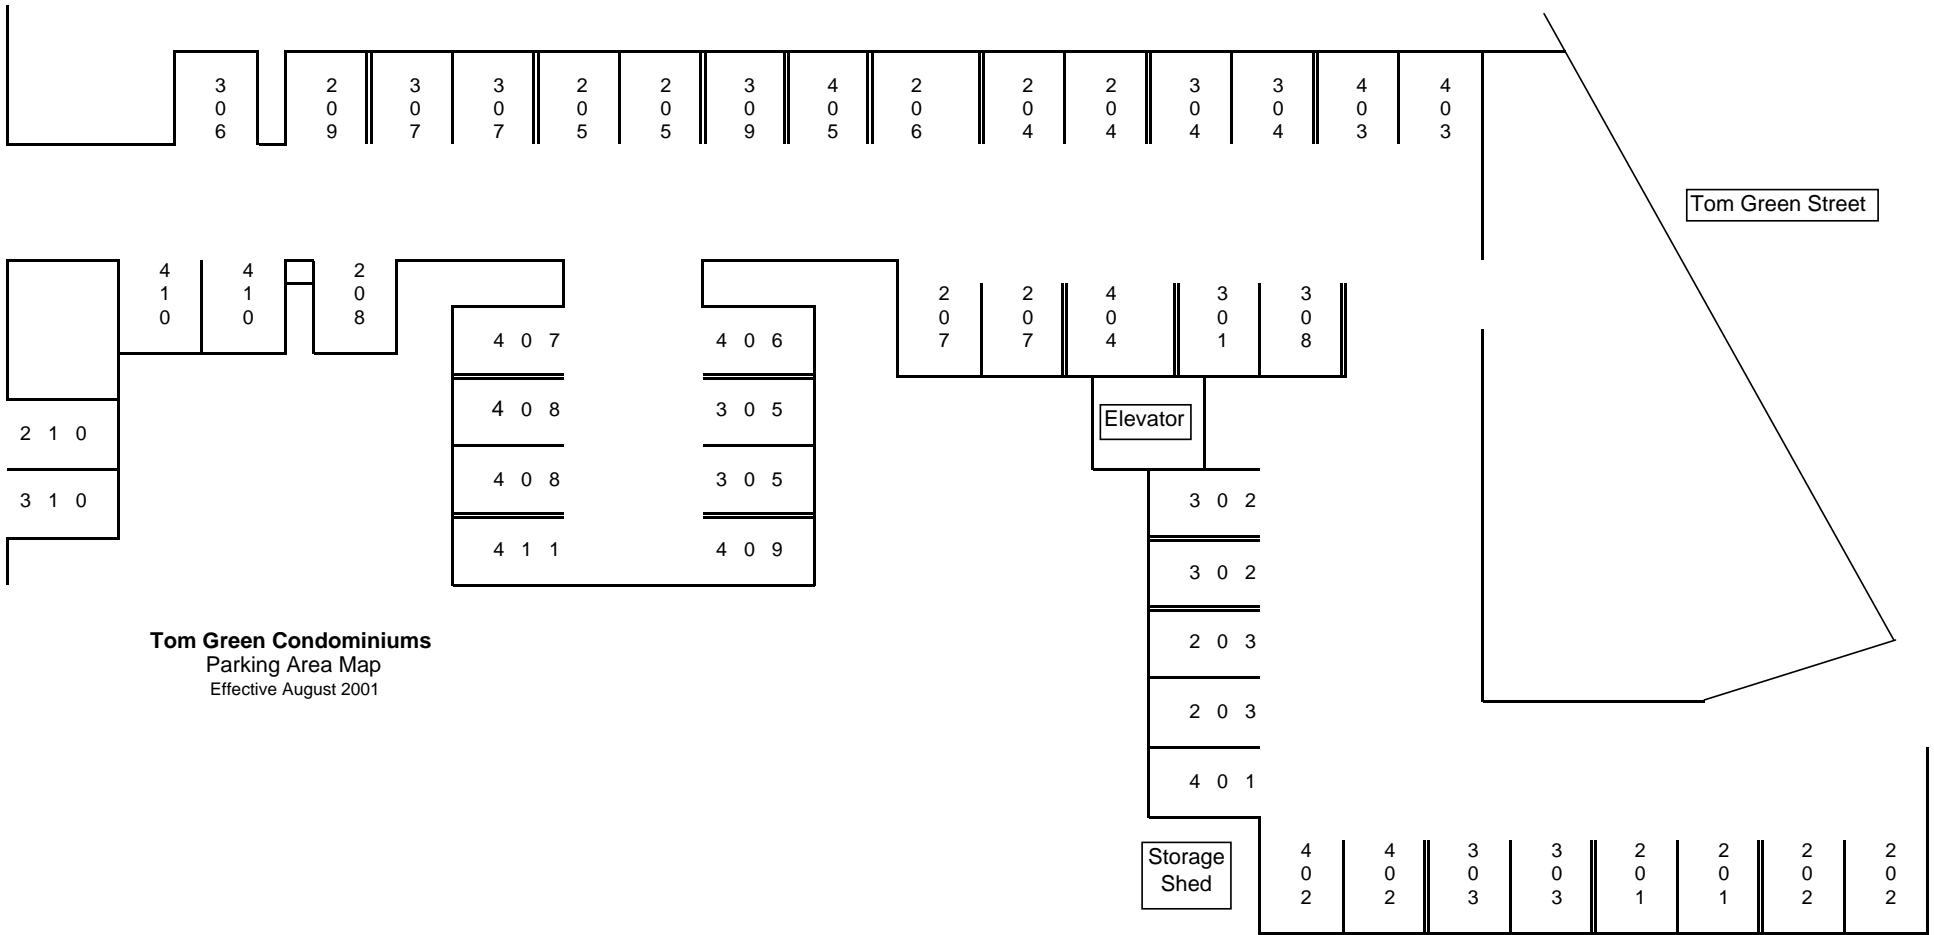 306 209 307 307 205 205 309 405 206 204 204 304 304 403 403
Tom Green Street
410 410 208
207 207 404 301 308
407 406
408 305
Elevator
210
408 305
310
302
411 409
302
Tom Green Condominiums
203
Parking Area Map
Effective August 2001
203
401
Storage
Shed
402 402 303 303 201 201 202 202